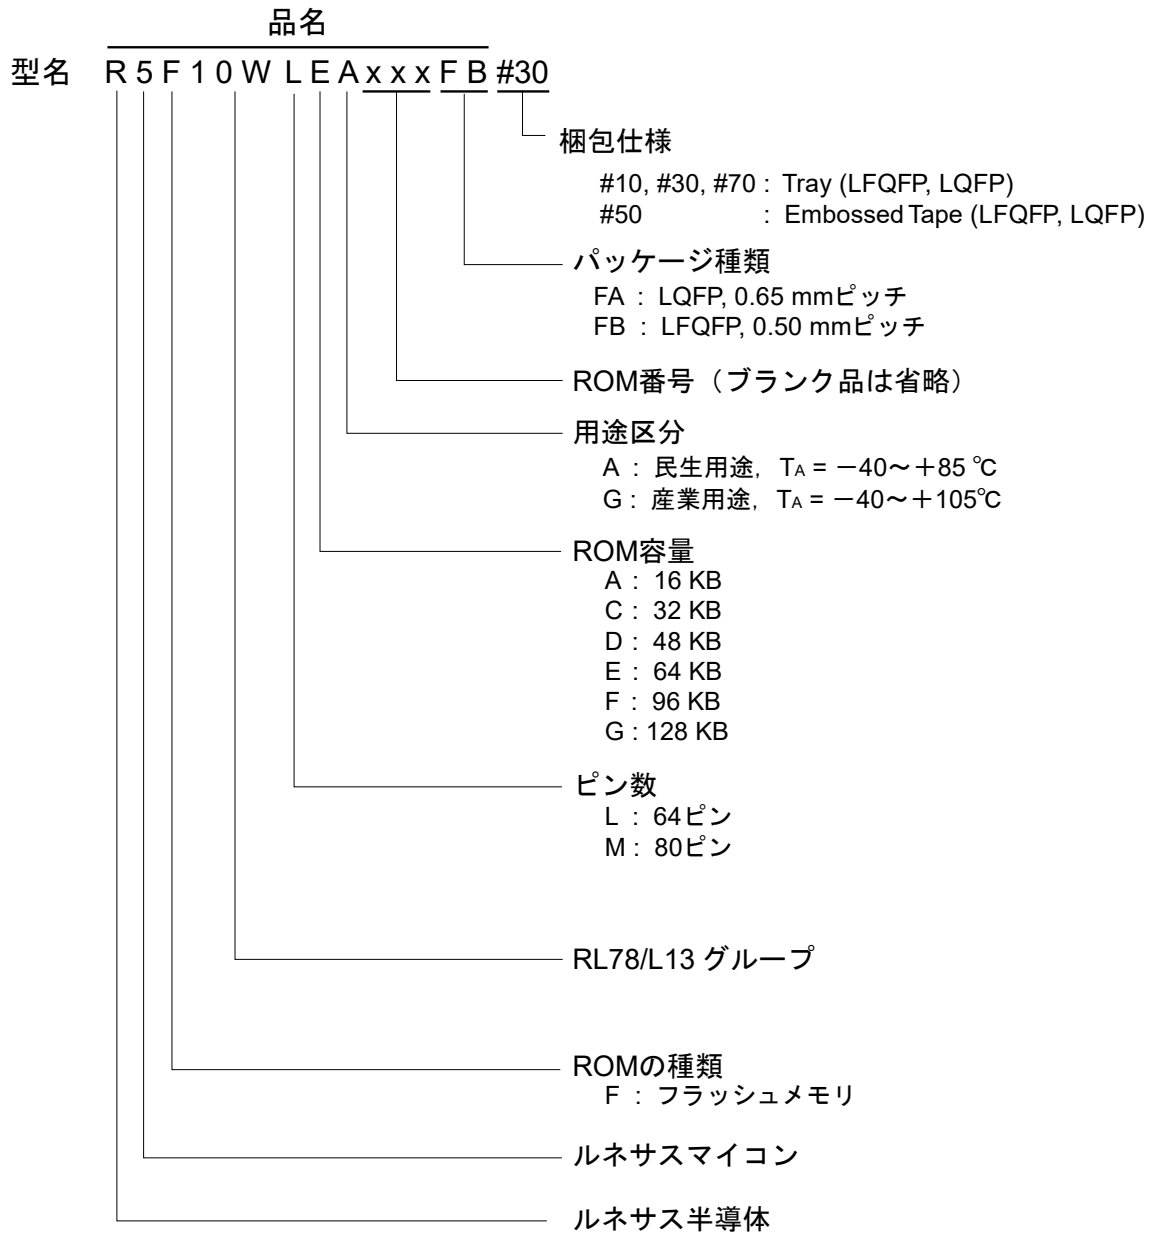 品名
型名 R 5 F 1 0 W L E A x x x F B #30
梱包仕様
#10, #30, #70 : Tray (LFQFP, LQFP)
#50 : Embossed Tape (LFQFP, LQFP)
パッケージ種類
FA : LQFP, 0.65 mmピッチ
FB : LFQFP, 0.50 mmピッチ
ROM番号（ブランク品は省略）
用途区分
A : 民生用途, TA = －40～＋85 ℃
G : 産業用途, TA = －40～＋105℃
ROM容量
A : 16 KB
C : 32 KB
D : 48 KB
E : 64 KB
F : 96 KB
G : 128 KB
ピン数
L : 64ピン
M : 80ピン
RL78/L13 グループ
ROMの種類
F : フラッシュメモリ
ルネサスマイコン
ルネサス半導体